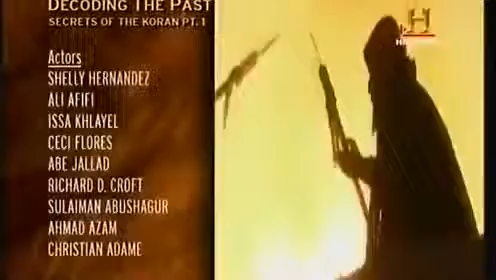 DECODING THE PAST
SECRETS OF THE KORAN PT. 1
Actors
SHELLY HERNANDEZ
ALI AFIFI
ISSA KHLAYEL
CECI FLORES
ABE JALLAD
RICHARD D. CROFT
SULAIMAN ABUSHAGUR
AHMAD AZAM
CHRISTIAN ADAME
H